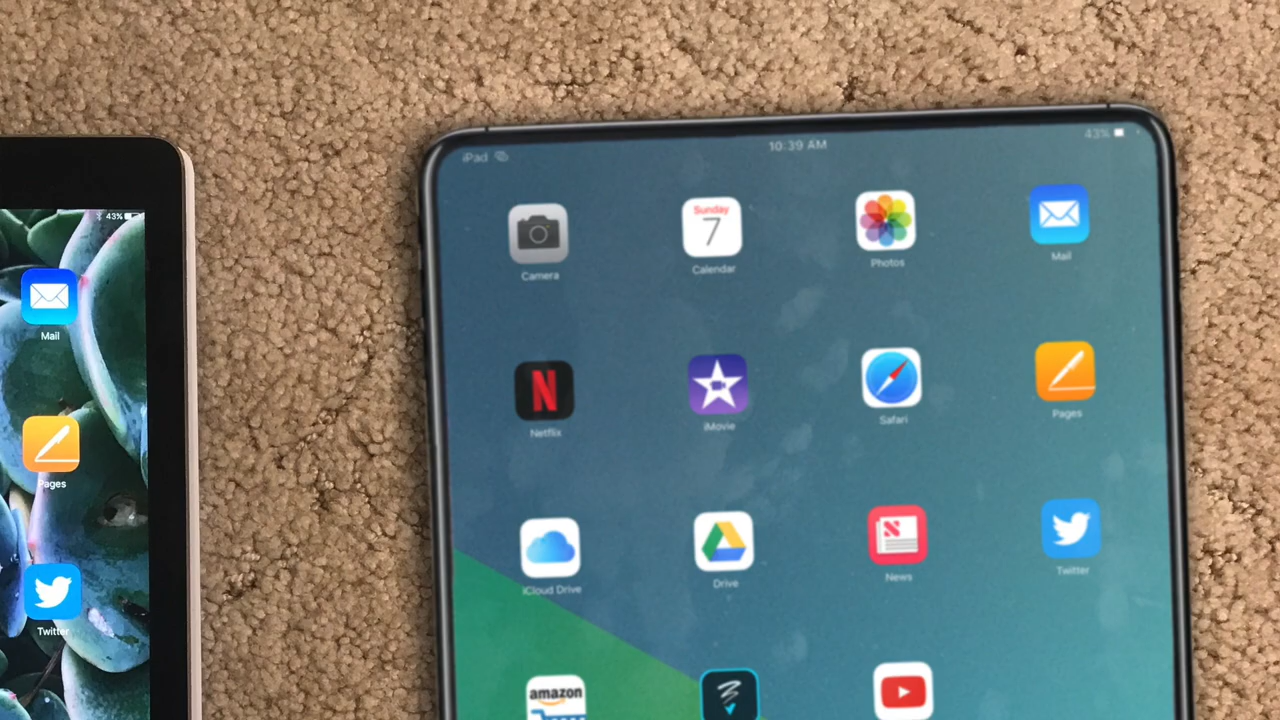 43%
Mail
Pages
Twitter
iPad
10:39 AM
43%
Camera
Sunday
7
Calendar
Photos
Mail
N
Netflix
iMovie
Safari
Pages
iCloud Drive
Drive
N
News
Twitter
amazon